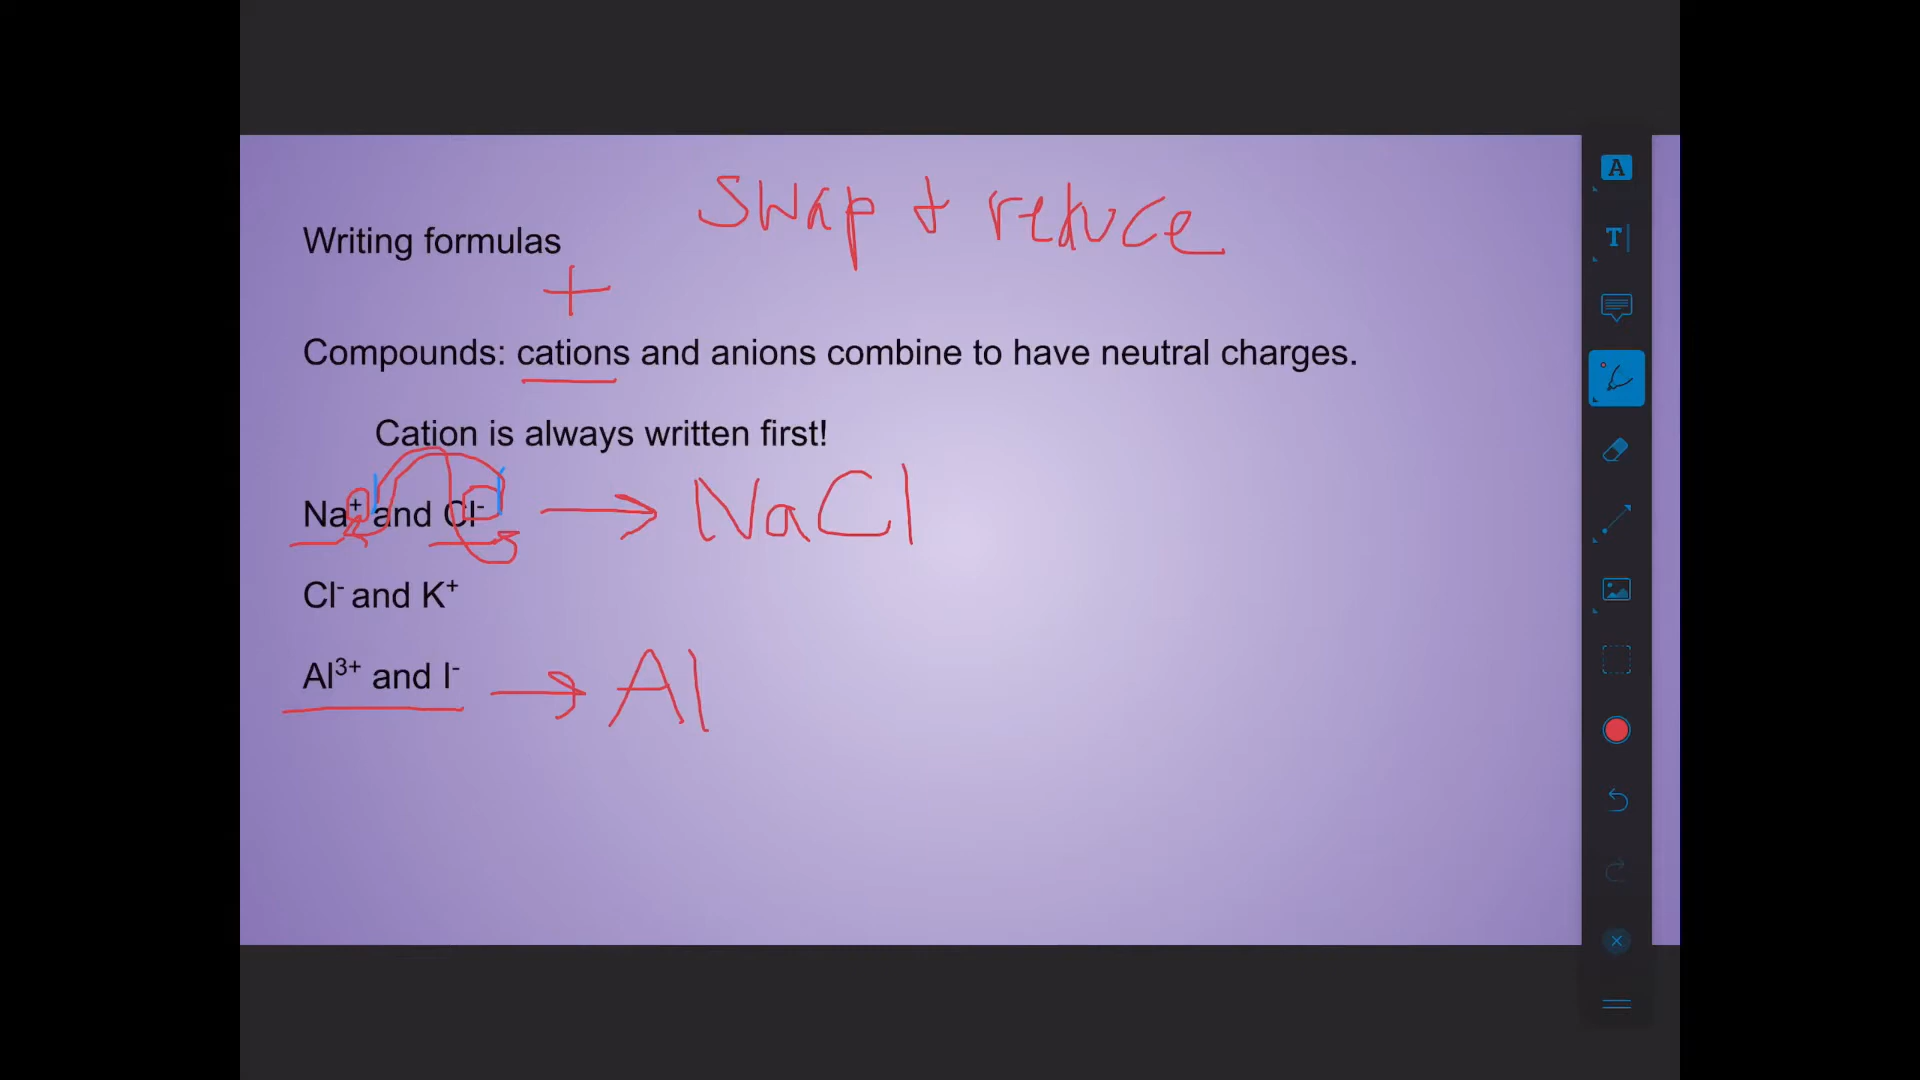 Swap + reduce
Writing formulas
+
Compounds: cations and anions combine to have neutral charges.
Cation is always written first!
Na⁺ and Cl⁻ → NaCl
Cl⁻ and K⁺
Al³⁺ and I⁻ → Al
A
T